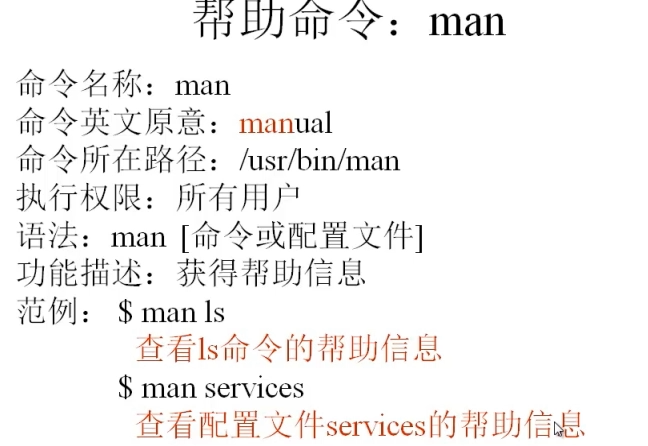 帮助命令：man
命令名称：man
命令英文原意：manual
命令所在路径：/usr/bin/man
执行权限：所有用户
语法：man [命令或配置文件]
功能描述：获得帮助信息
范例： $ man ls
查看ls命令的帮助信息
$ man services
查看配置文件services的帮助信息